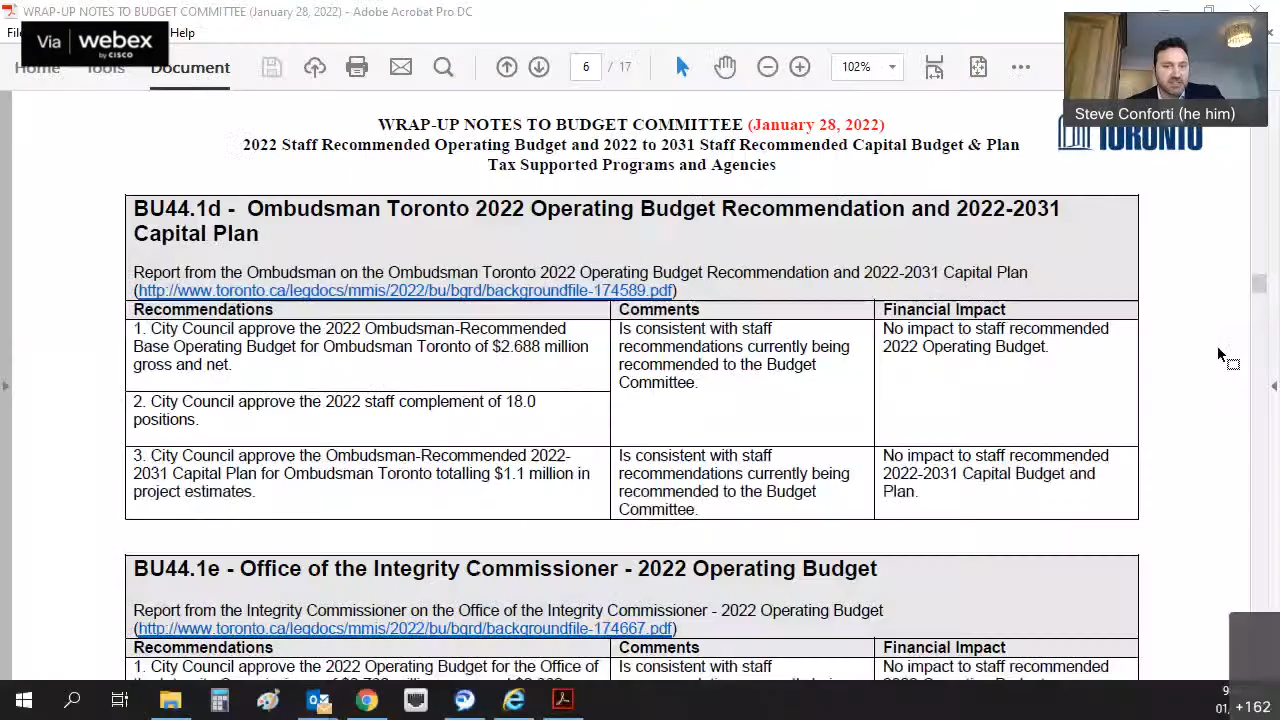 WRAP-UP NOTES TO BUDGET COMMITTEE (January 28, 2022) - Adobe Acrobat Pro DC
Help
Via webex
by CISCO
Home Tools Document
6 / 17
102%
Steve Conforti (he him)
TORONTO
WRAP-UP NOTES TO BUDGET COMMITTEE (January 28, 2022)
2022 Staff Recommended Operating Budget and 2022 to 2031 Staff Recommended Capital Budget & Plan
Tax Supported Programs and Agencies
BU44.1d - Ombudsman Toronto 2022 Operating Budget Recommendation and 2022-2031
Capital Plan
Report from the Ombudsman on the Ombudsman Toronto 2022 Operating Budget Recommendation and 2022-2031 Capital Plan
(http://www.toronto.ca/legdocs/mmis/2022/bu/bgrd/backgroundfile-174589.pdf)
Recommendations Comments Financial Impact
1. City Council approve the 2022 Ombudsman-Recommended
Base Operating Budget for Ombudsman Toronto of $2.688 million
gross and net.
Is consistent with staff
recommendations currently being
recommended to the Budget
Committee.
No impact to staff recommended
2022 Operating Budget.
2. City Council approve the 2022 staff complement of 18.0
positions.
3. City Council approve the Ombudsman-Recommended 2022-
2031 Capital Plan for Ombudsman Toronto totalling $1.1 million in
project estimates.
Is consistent with staff
recommendations currently being
recommended to the Budget
Committee.
No impact to staff recommended
2022-2031 Capital Budget and
Plan.
BU44.1e - Office of the Integrity Commissioner - 2022 Operating Budget
Report from the Integrity Commissioner on the Office of the Integrity Commissioner - 2022 Operating Budget
(http://www.toronto.ca/legdocs/mmis/2022/bu/bgrd/backgroundfile-174667.pdf)
Recommendations Comments Financial Impact
1. City Council approve the 2022 Operating Budget for the Office of
Is consistent with staff
No impact to staff recommended
+162